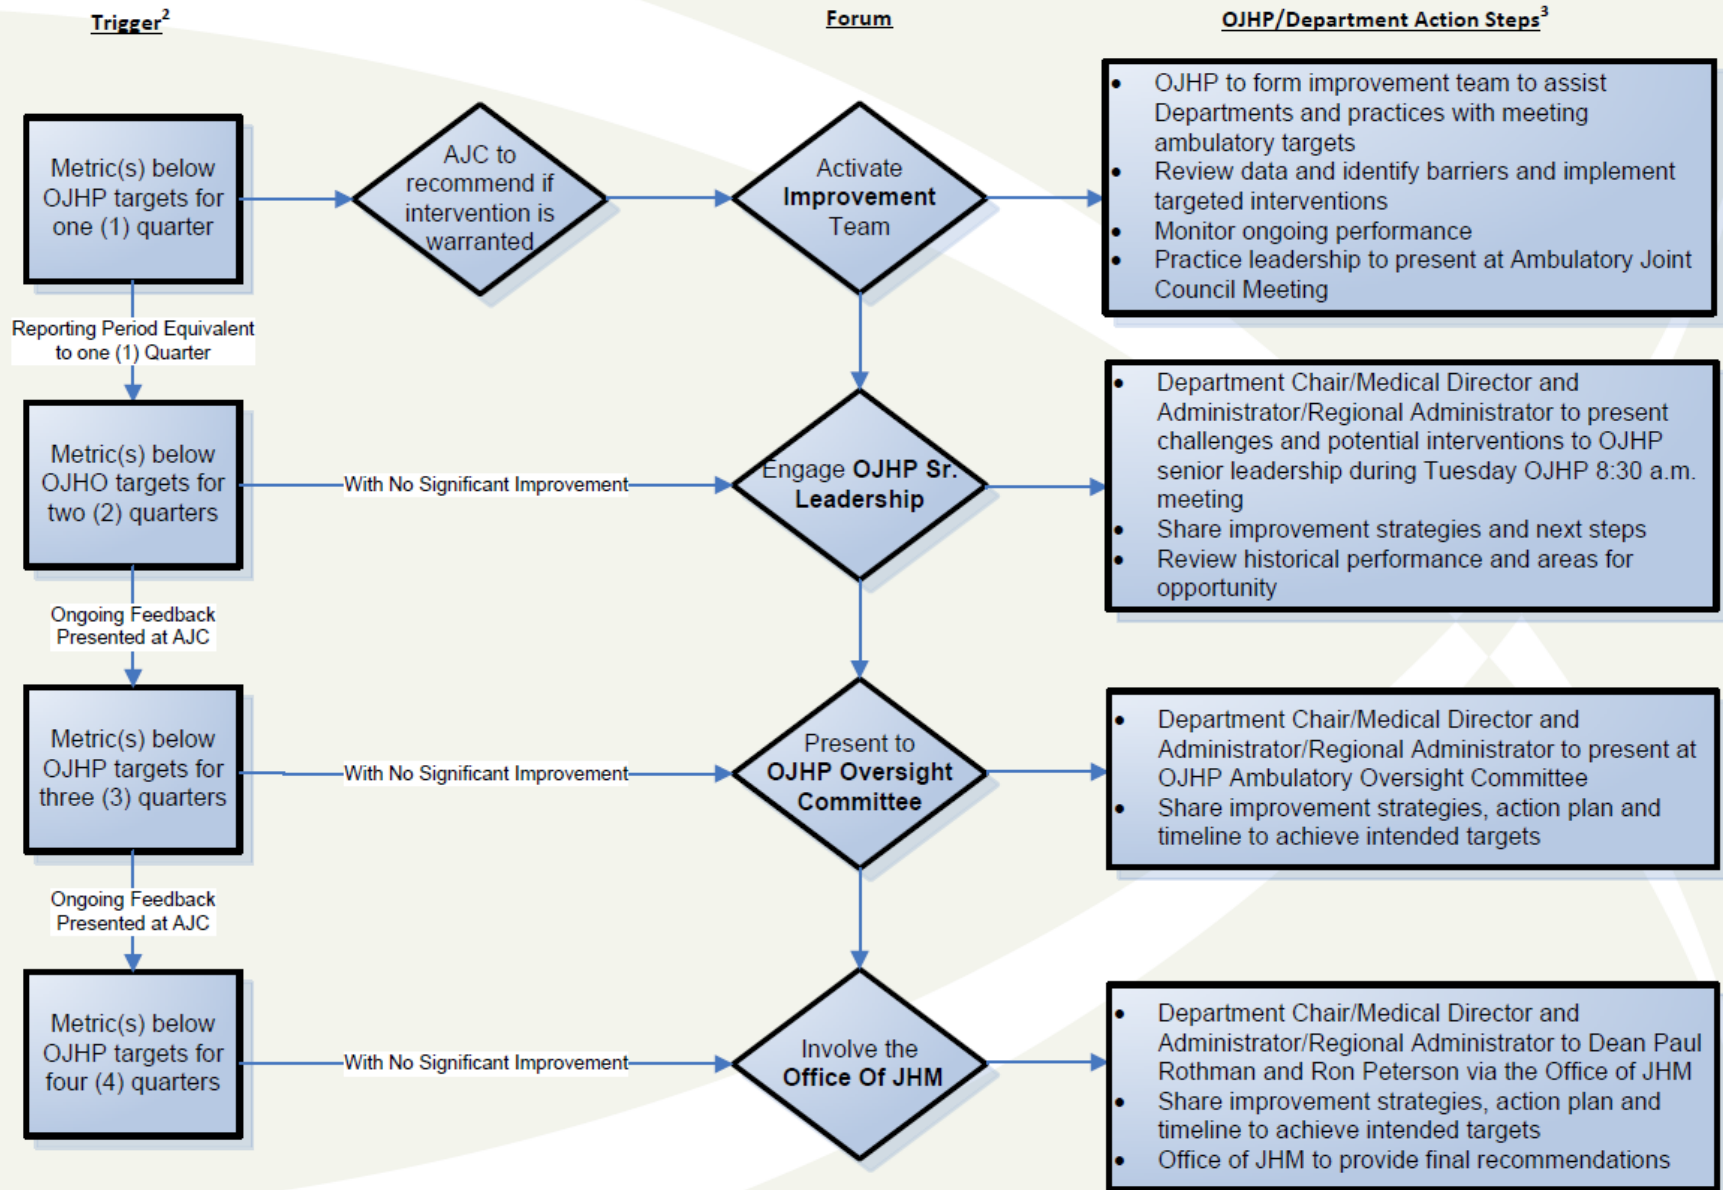 Trigger2
Forum
OJHP/Department Action Steps3
Metric(s) below
OJHP targets for
one (1) quarter
AJC to
recommend if
intervention is
warranted
Activate
Improvement
Team
• OJHP to form improvement team to assist
Departments and practices with meeting
ambulatory targets
• Review data and identify barriers and implement
targeted interventions
• Monitor ongoing performance
• Practice leadership to present at Ambulatory Joint
Council Meeting
Reporting Period Equivalent
to one (1) Quarter
Metric(s) below
OJHO targets for
two (2) quarters
With No Significant Improvement
Engage OJHP Sr.
Leadership
• Department Chair/Medical Director and
Administrator/Regional Administrator to present
challenges and potential interventions to OJHP
senior leadership during Tuesday OJHP 8:30 a.m.
meeting
• Share improvement strategies and next steps
• Review historical performance and areas for
opportunity
Ongoing Feedback
Presented at AJC
Metric(s) below
OJHP targets for
three (3) quarters
With No Significant Improvement
Present to
OJHP Oversight
Committee
• Department Chair/Medical Director and
Administrator/Regional Administrator to present at
OJHP Ambulatory Oversight Committee
• Share improvement strategies, action plan and
timeline to achieve intended targets
Ongoing Feedback
Presented at AJC
Metric(s) below
OJHP targets for
four (4) quarters
With No Significant Improvement
Involve the
Office Of JHM
• Department Chair/Medical Director and
Administrator/Regional Administrator to Dean Paul
Rothman and Ron Peterson via the Office of JHM
• Share improvement strategies, action plan and
timeline to achieve intended targets
• Office of JHM to provide final recommendations